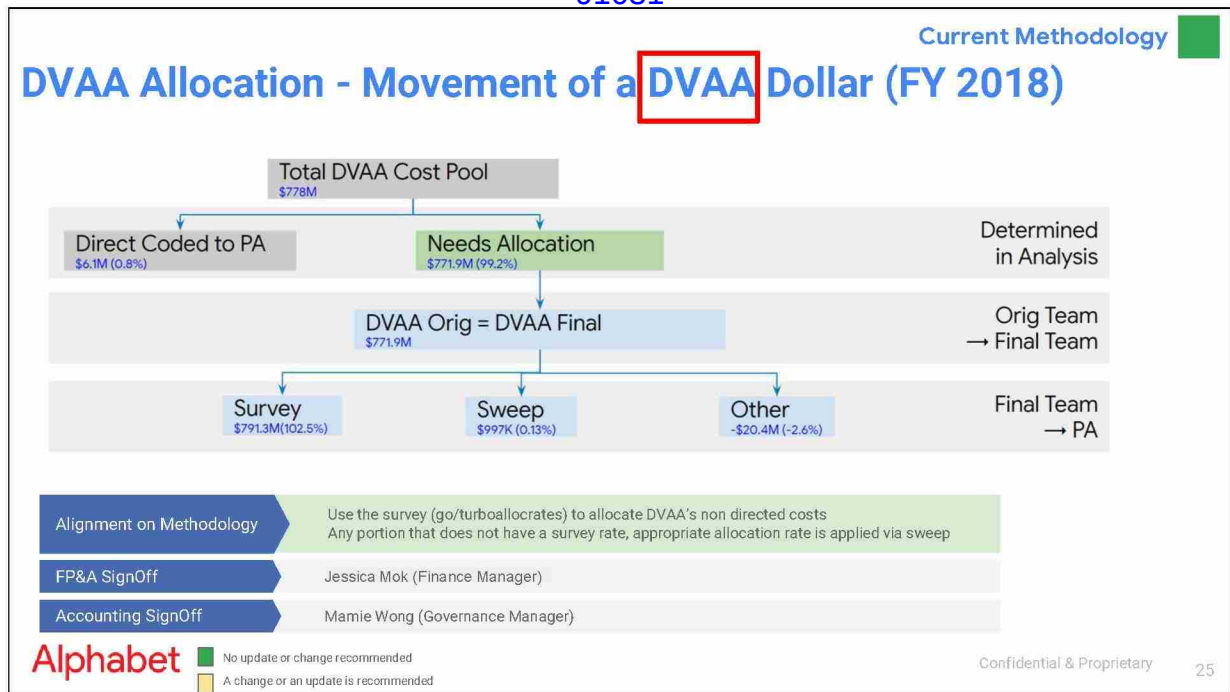 Current Methodology
DVAA Allocation - Movement of a DVAA Dollar (FY 2018)
Total DVAA Cost Pool
$778M
Direct Coded to PA
$6.1M (0.8%)
Needs Allocation
$771.9M (99.2%)
Determined
in Analysis
DVAA Orig = DVAA Final
$771.9M
Orig Team
→ Final Team
Survey
$791.3M(102.5%)
Sweep
$997K (0.13%)
Other
-$20.4M (-2.6%)
Final Team
→ PA
Alignment on Methodology
Use the survey (go/turboallocrates) to allocate DVAA's non directed costs
Any portion that does not have a survey rate, appropriate allocation rate is applied via sweep
FP&A SignOff
Jessica Mok (Finance Manager)
Accounting SignOff
Mamie Wong (Governance Manager)
Alphabet
No update or change recommended
A change or an update is recommended
Confidential & Proprietary
25